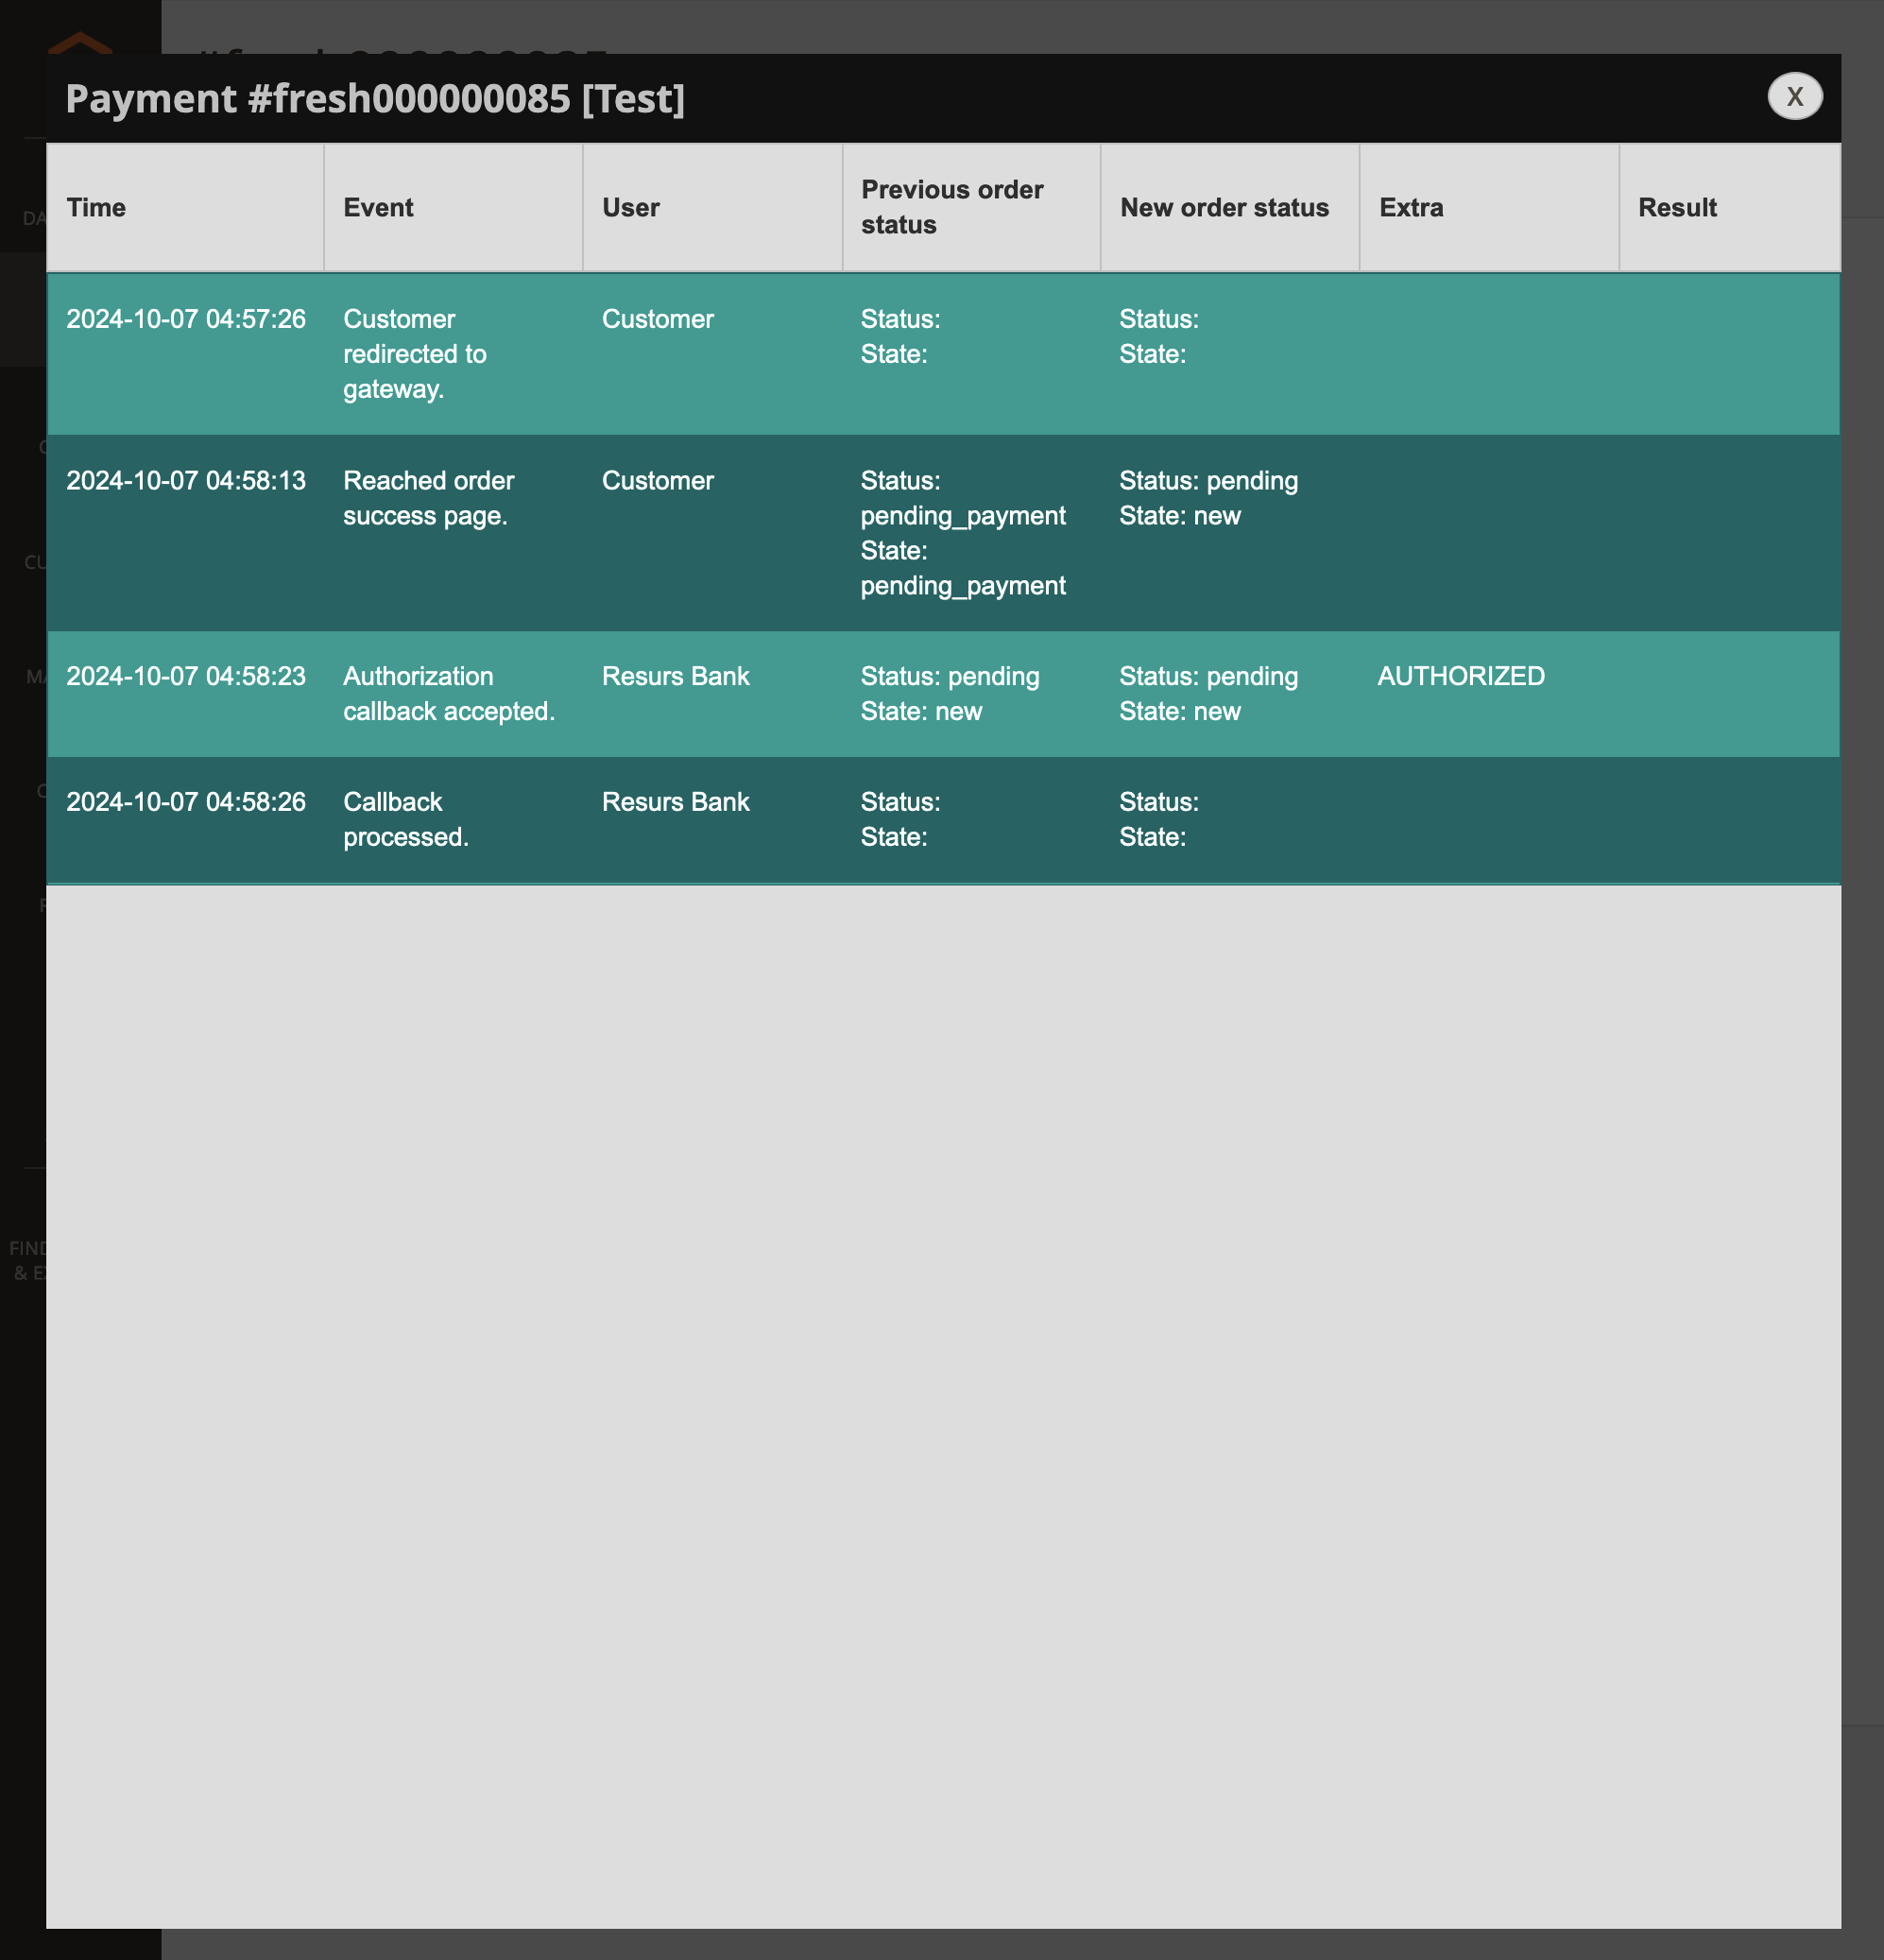 Payment #fresh000000085 [Test]
X
Time
Event
User
Previous order
status
New order status
Extra
Result
2024-10-07 04:57:26
Customer
redirected to
gateway.
Customer
Status:
State:
Status:
State:
2024-10-07 04:58:13
Reached order
success page.
Customer
Status:
pending_payment
State:
pending_payment
Status: pending
State: new
2024-10-07 04:58:23
Authorization
callback accepted.
Resurs Bank
Status: pending
State: new
Status: pending
State: new
AUTHORIZED
2024-10-07 04:58:26
Callback
processed.
Resurs Bank
Status:
State:
Status:
State: